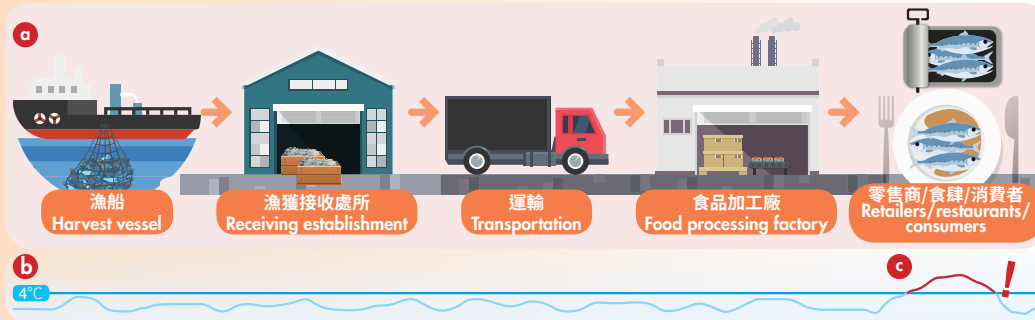 a
漁船
Harvest vessel
漁獲接收處所
Receiving establishment
運輸
Transportation
食品加工廠
Food processing factory
零售商/食肆/消費者
Retailers/restaurants/
consumers
b
4°C
c
!